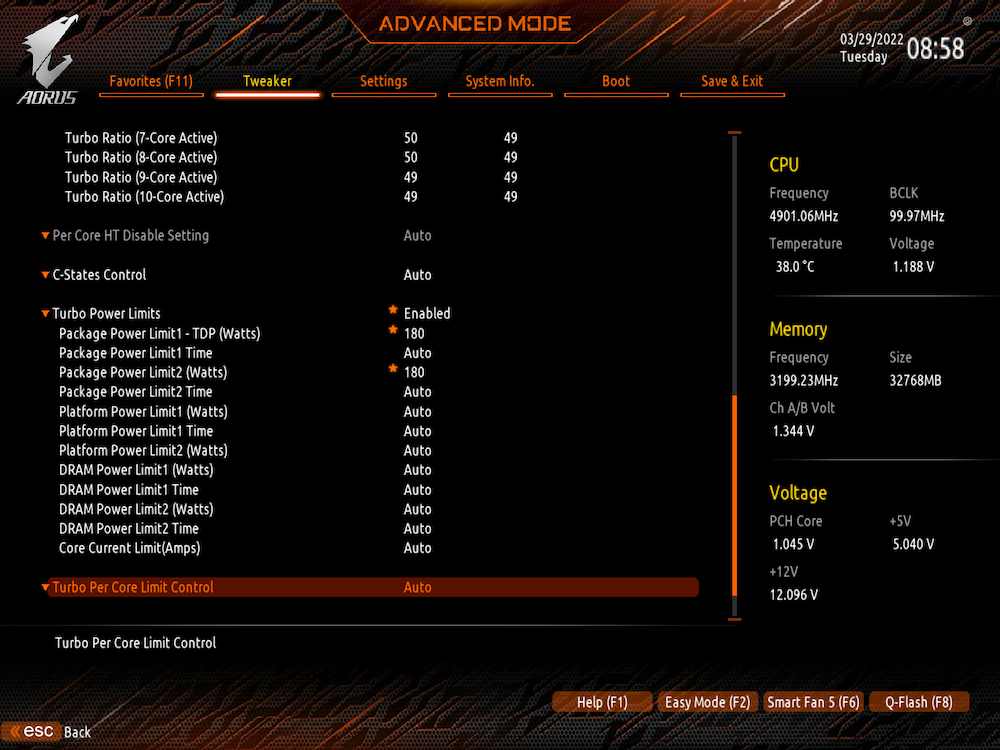 ADVANCED MODE
AORUS
03/29/2022 Tuesday 08:58
Favorites (F11) Tweaker Settings System Info. Boot Save & Exit
Turbo Ratio (7-Core Active) 50 49
Turbo Ratio (8-Core Active) 50 49
Turbo Ratio (9-Core Active) 49 49
Turbo Ratio (10-Core Active) 49 49
Per Core HT Disable Setting Auto
C-States Control Auto
Turbo Power Limits Enabled
Package Power Limit1 - TDP (Watts) 180
Package Power Limit1 Time Auto
Package Power Limit2 (Watts) 180
Package Power Limit2 Time Auto
Platform Power Limit1 (Watts) Auto
Platform Power Limit1 Time Auto
Platform Power Limit2 (Watts) Auto
DRAM Power Limit1 (Watts) Auto
DRAM Power Limit1 Time Auto
DRAM Power Limit2 (Watts) Auto
DRAM Power Limit2 Time Auto
Core Current Limit(Amps) Auto
Turbo Per Core Limit Control Auto
CPU
Frequency BCLK
4901.06MHz 99.97MHz
Temperature Voltage
38.0 °C 1.188 V
Memory
Frequency Size
3199.23MHz 32768MB
Ch A/B Volt
1.344 V
Voltage
PCH Core +5V
1.045 V 5.040 V
+12V
12.096 V
Turbo Per Core Limit Control
Help (F1) Easy Mode (F2) Smart Fan 5 (F6) Q-Flash (F8)
esc Back